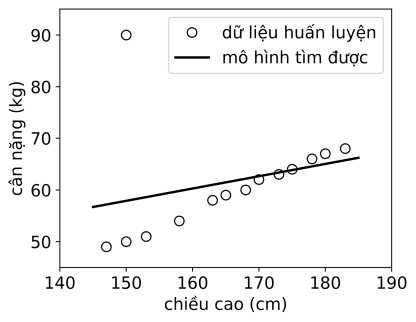 dữ liệu huấn luyện
mô hình tìm được
90
80
70
60
50
cân nặng (kg)
140 150 160 170 180 190
chiều cao (cm)